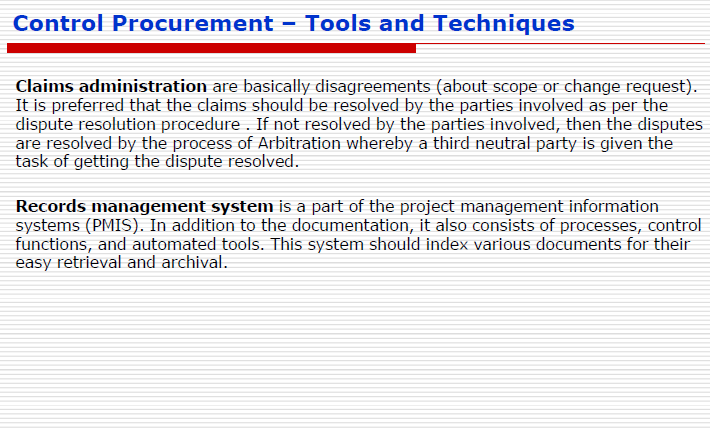 Control Procurement – Tools and Techniques
Claims administration are basically disagreements (about scope or change request).
It is preferred that the claims should be resolved by the parties involved as per the
dispute resolution procedure . If not resolved by the parties involved, then the disputes
are resolved by the process of Arbitration whereby a third neutral party is given the
task of getting the dispute resolved.
Records management system is a part of the project management information
systems (PMIS). In addition to the documentation, it also consists of processes, control
functions, and automated tools. This system should index various documents for their
easy retrieval and archival.